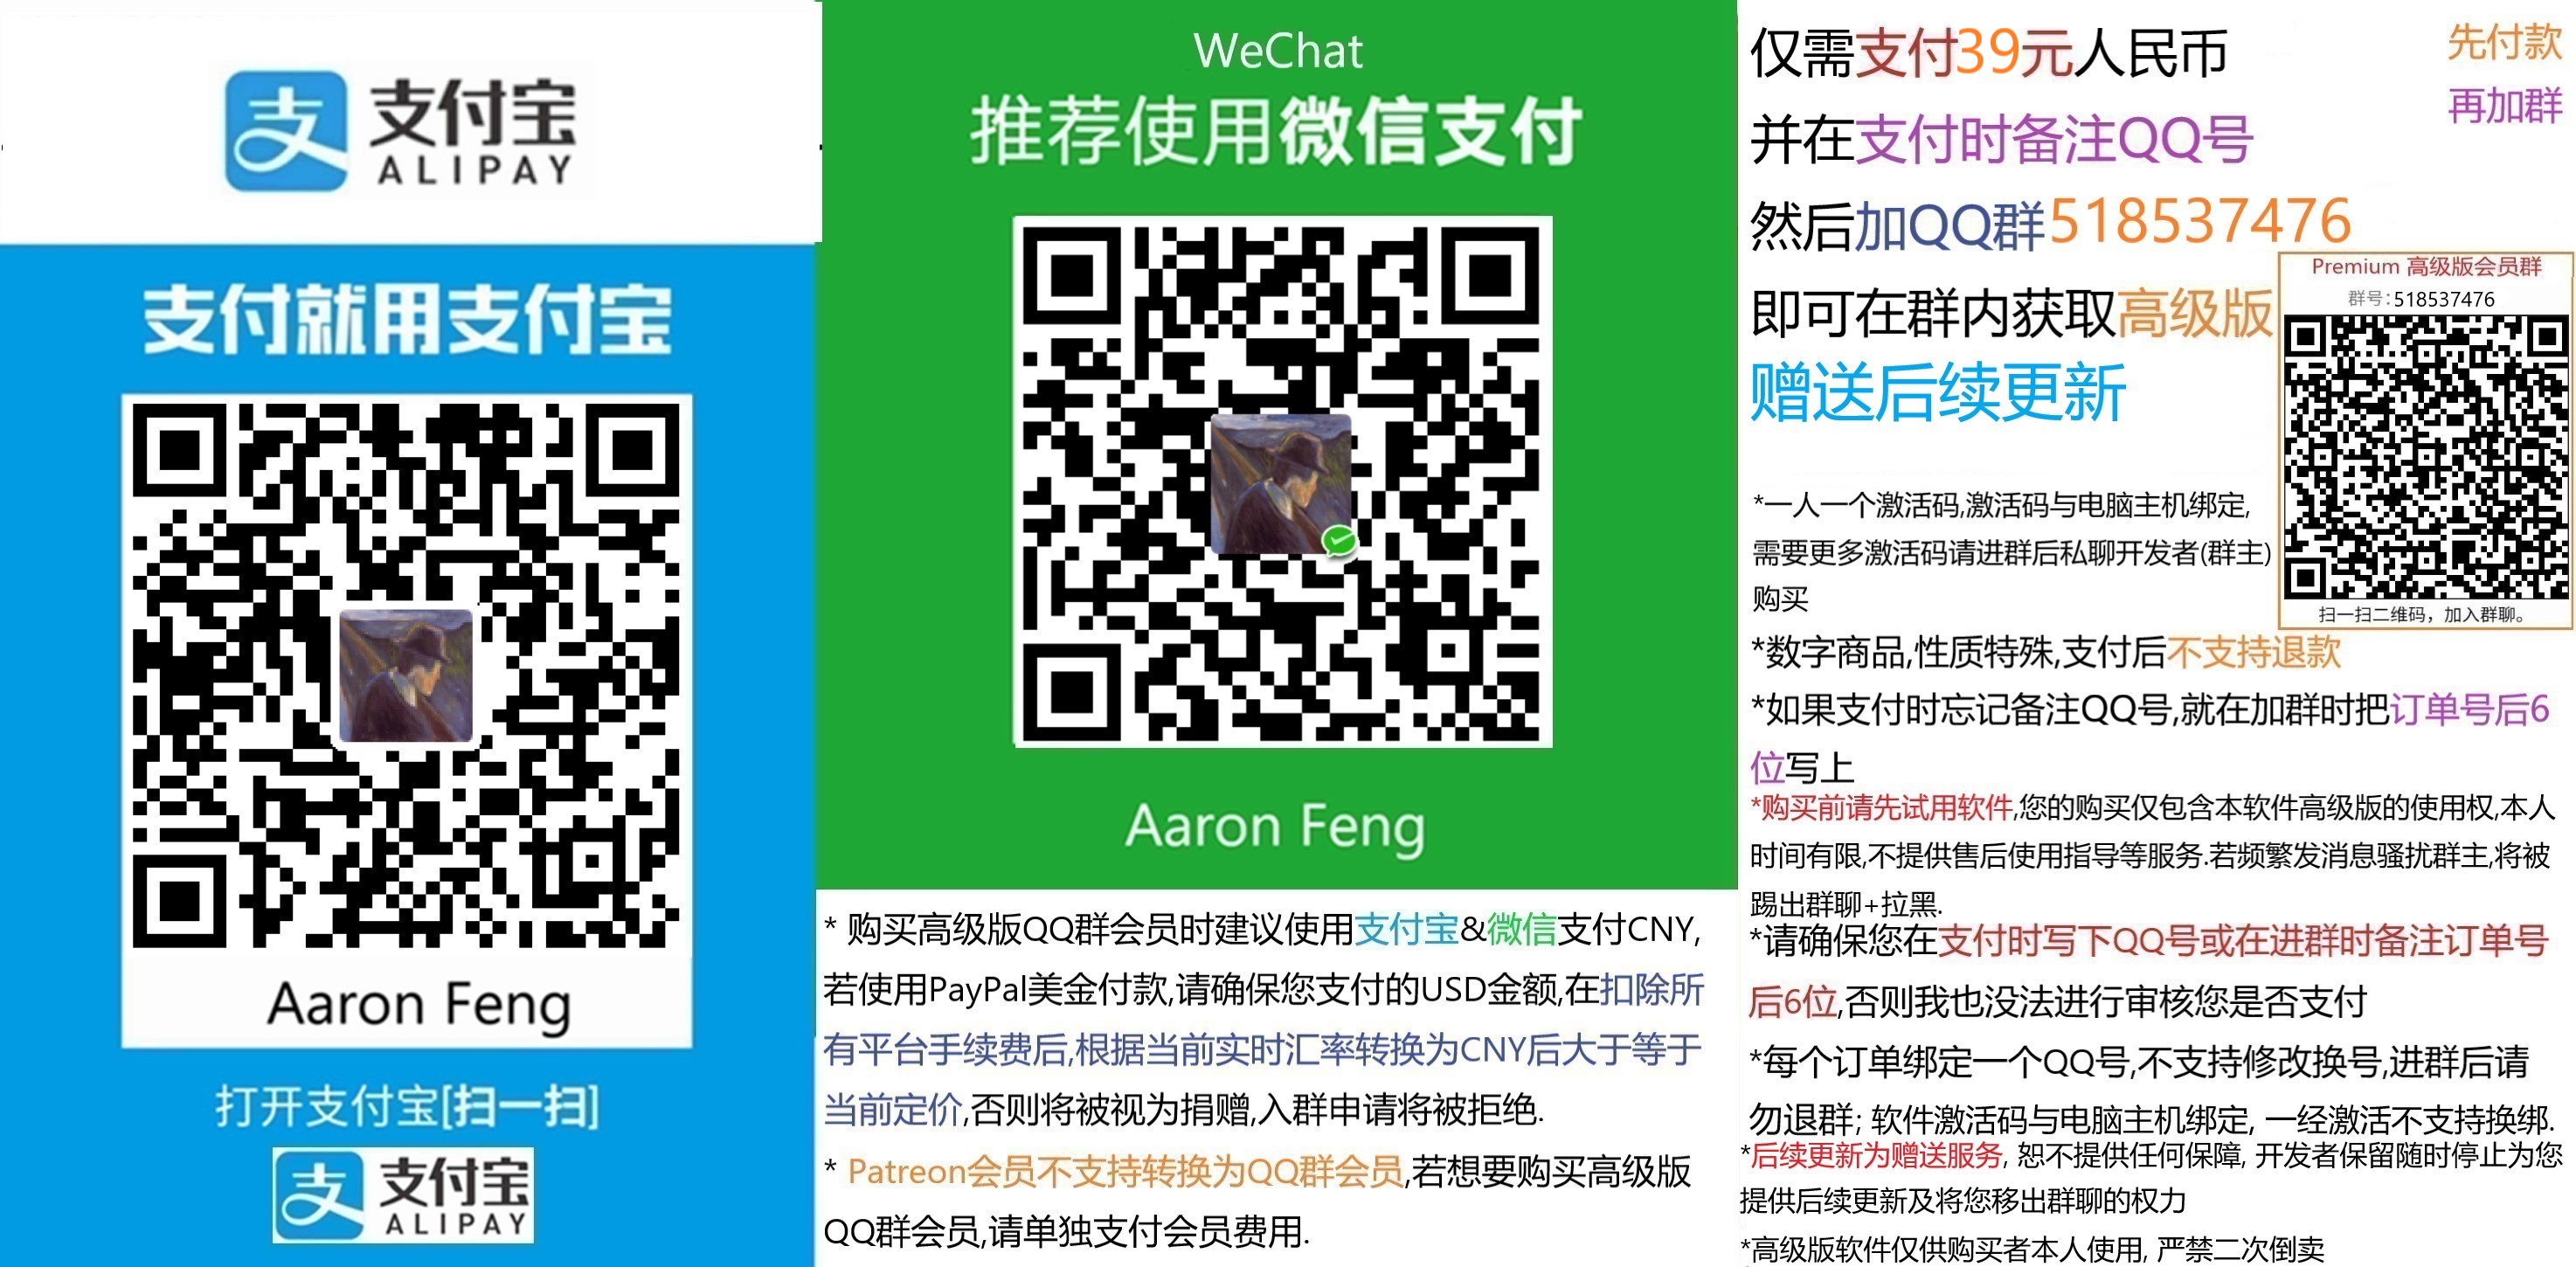 支付宝
ALIPAY
支付就用支付宝
Aaron Feng
打开支付宝[扫一扫]
支付宝
ALIPAY
WeChat
推荐使用微信支付
Aaron Feng
* 购买高级版QQ群会员时建议使用支付宝&微信支付CNY,
若使用PayPal美金付款,请确保您支付的USD金额,在扣除所
有平台手续费后,根据当前实时汇率转换为CNY后大于等于
当前定价,否则将被视为捐赠,入群申请将被拒绝.
* Patreon会员不支持转换为QQ群会员,若想要购买高级版
QQ群会员,请单独支付会员费用.
仅需支付39元人民币
先付款
再加群
并在支付时备注QQ号
然后加QQ群518537476
即可在群内获取高级版
赠送后续更新
Premium 高级版会员群
群号:518537476
扫一扫二维码，加入群聊。
*一人一个激活码,激活码与电脑主机绑定,
需要更多激活码请进群后私聊开发者(群主)
购买
*数字商品,性质特殊,支付后不支持退款
*如果支付时忘记备注QQ号,就在加群时把订单号后6
位写上
*购买前请先试用软件,您的购买仅包含本软件高级版的使用权,本人
时间有限,不提供售后使用指导等服务.若频繁发消息骚扰群主,将被
踢出群聊+拉黑.
*请确保您在支付时写下QQ号或在进群时备注订单号
后6位,否则我也没法进行审核您是否支付
*每个订单绑定一个QQ号,不支持修改换号,进群后请
勿退群; 软件激活码与电脑主机绑定, 一经激活不支持换绑.
*后续更新为赠送服务, 恕不提供任何保障, 开发者保留随时停止为您
提供后续更新及将您移出群聊的权力
*高级版软件仅供购买者本人使用, 严禁二次倒卖